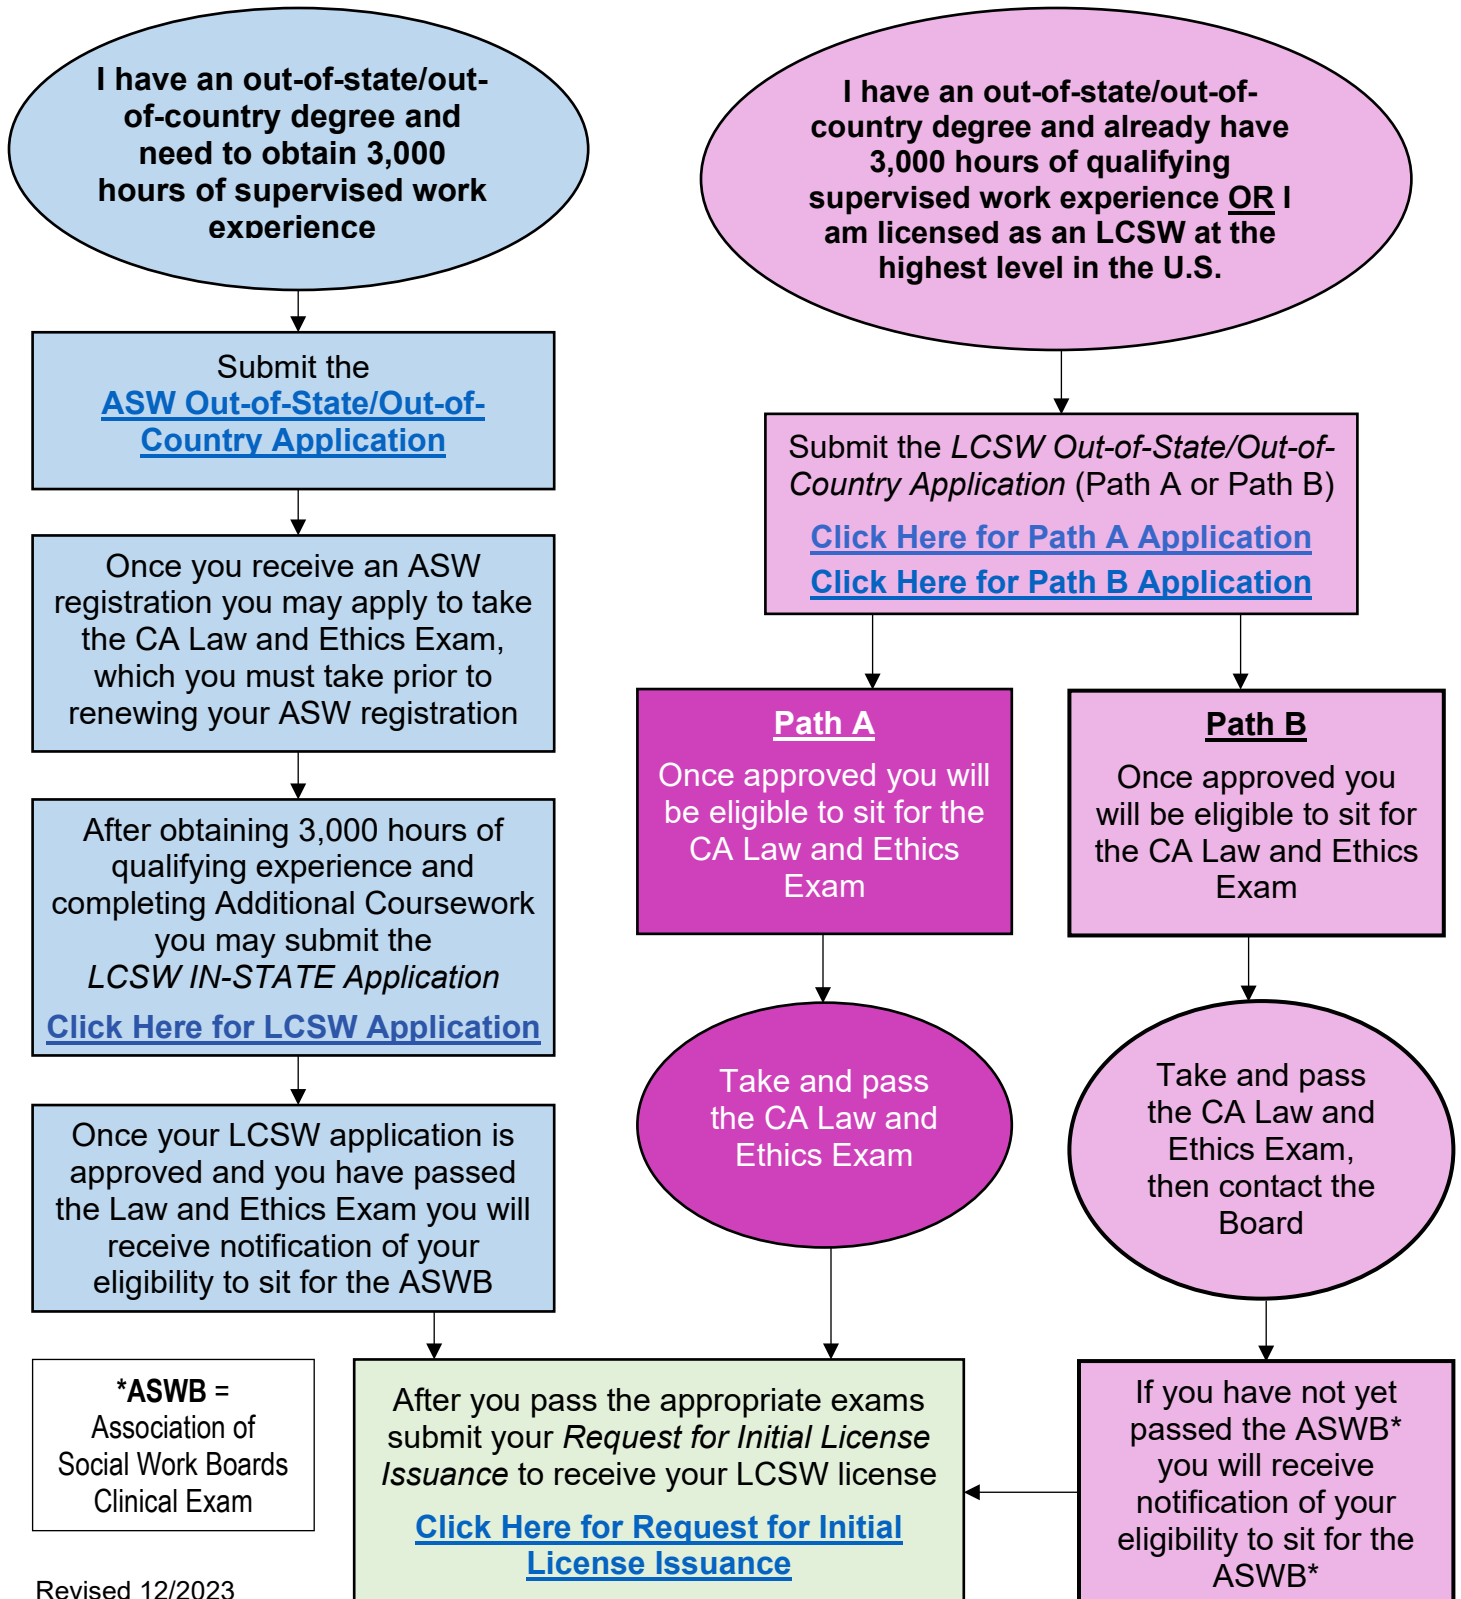 I have an out-of-state/out-
of-country degree and
need to obtain 3,000
hours of supervised work
experience
Submit the
ASW Out-of-State/Out-of-
Country Application
Once you receive an ASW
registration you may apply to take
the CA Law and Ethics Exam,
which you must take prior to
renewing your ASW registration
After obtaining 3,000 hours of
qualifying experience and
completing Additional Coursework
you may submit the
LCSW IN-STATE Application
Click Here for LCSW Application
Once your LCSW application is
approved and you have passed
the Law and Ethics Exam you will
receive notification of your
eligibility to sit for the ASWB
I have an out-of-state/out-of-
country degree and already have
3,000 hours of qualifying
supervised work experience OR I
am licensed as an LCSW at the
highest level in the U.S.
Submit the LCSW Out-of-State/Out-of-
Country Application (Path A or Path B)
Click Here for Path A Application
Click Here for Path B Application
Path A
Once approved you will
be eligible to sit for the
CA Law and Ethics
Exam
Take and pass
the CA Law and
Ethics Exam
Path B
Once approved you
will be eligible to sit for
the CA Law and Ethics
Exam
Take and pass
the CA Law and
Ethics Exam,
then contact the
Board
If you have not yet
passed the ASWB*
you will receive
notification of your
eligibility to sit for the
ASWB*
After you pass the appropriate exams
submit your Request for Initial License
Issuance to receive your LCSW license
Click Here for Request for Initial
License Issuance
*ASWB =
Association of
Social Work Boards
Clinical Exam
Revised 12/2023